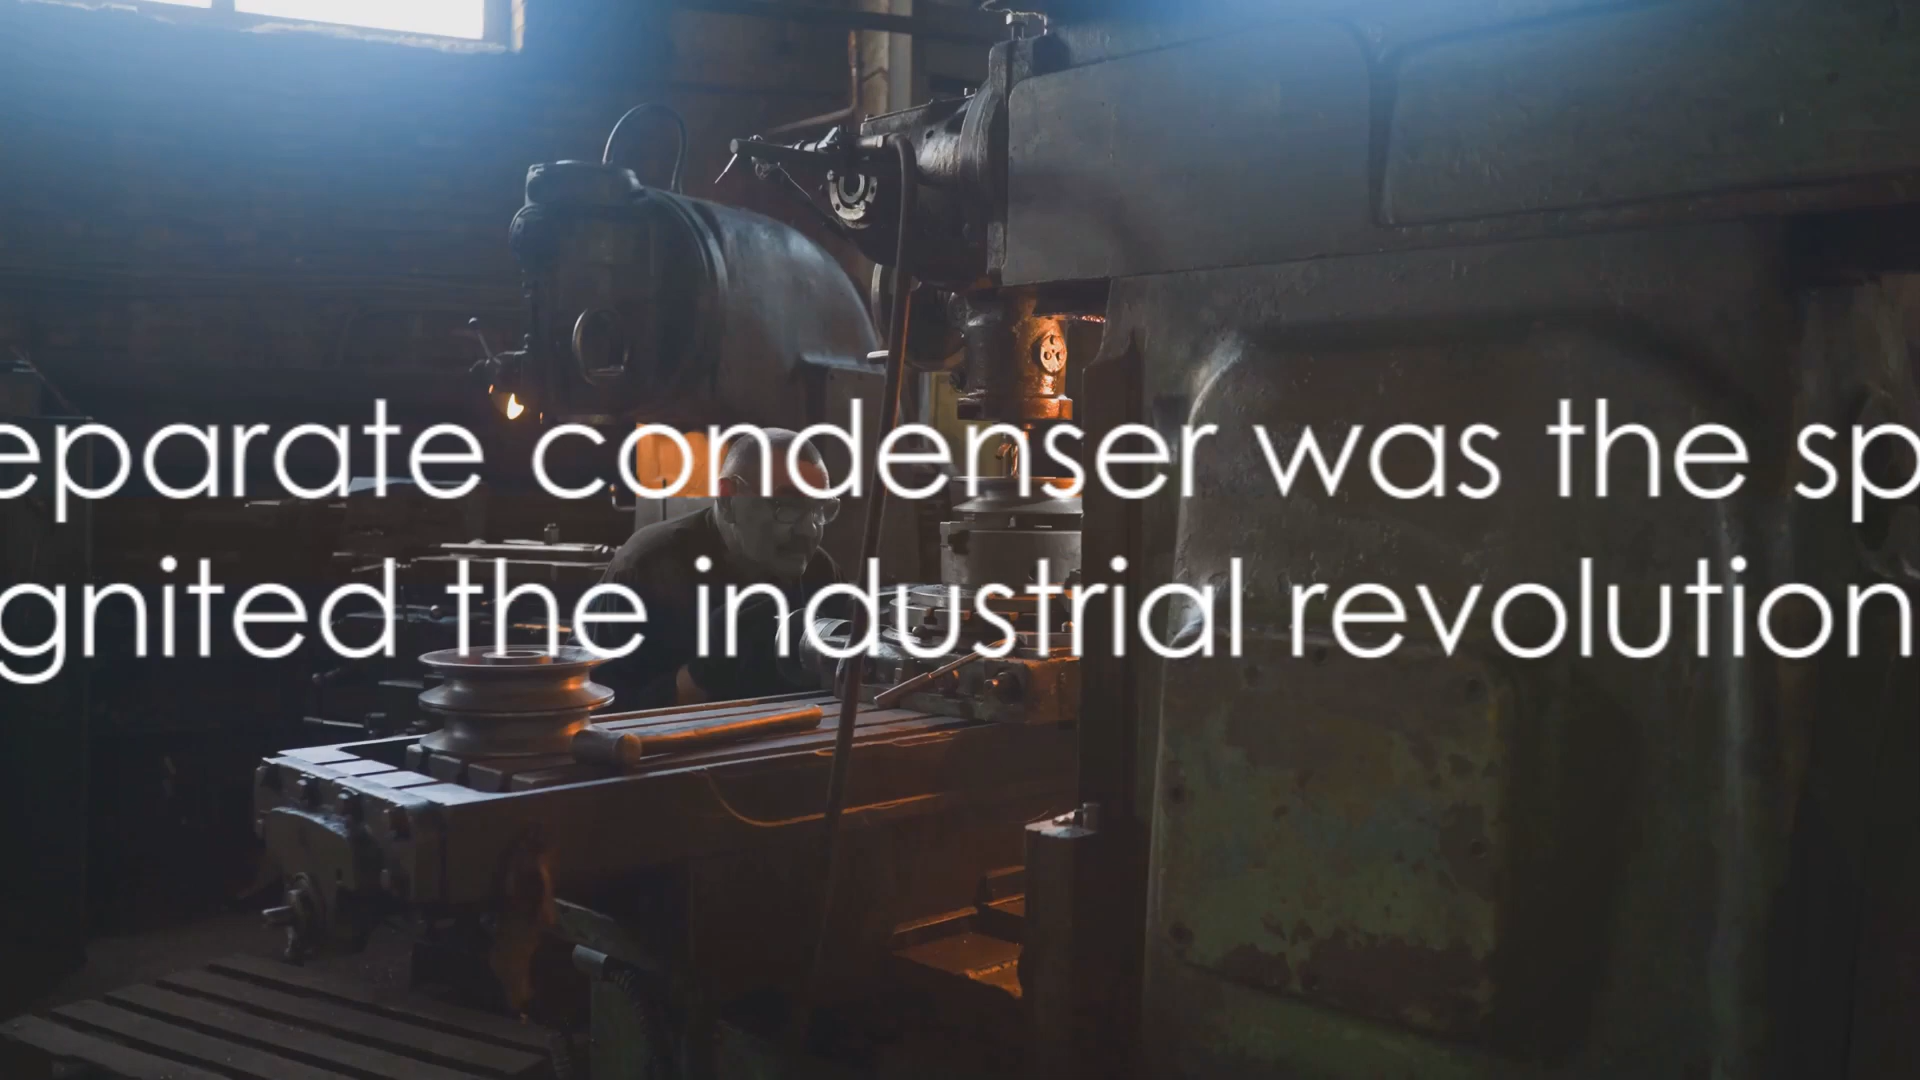 eparate condenser was the sp
gnited the industrial revolution